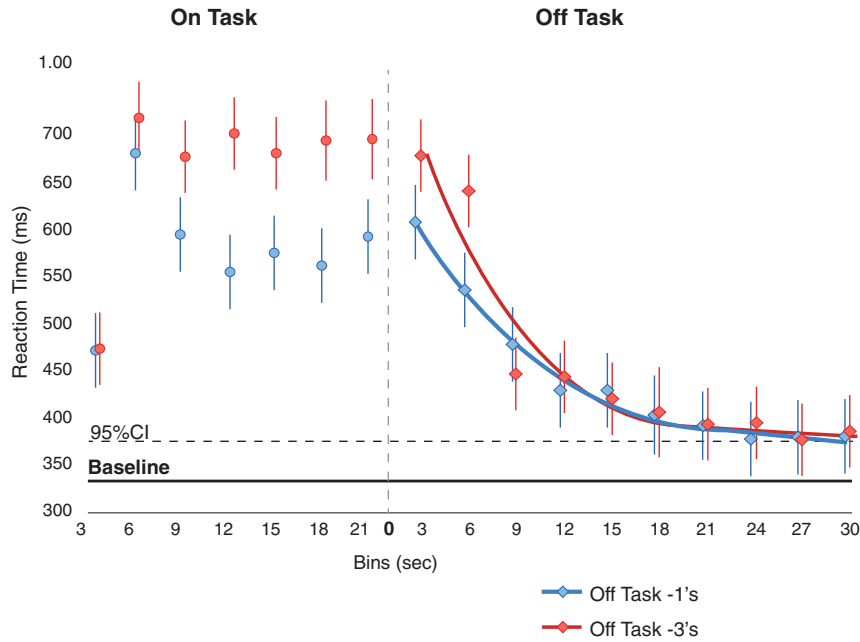 On Task Off Task
1.00
700
650
600
550
500
450
400
350
300
Reaction Time (ms)
95%CI
Baseline
3 6 9 12 15 18 21 0 3 6 9 12 15 18 21 24 27 30
Bins (sec)
Off Task -1's
Off Task -3's